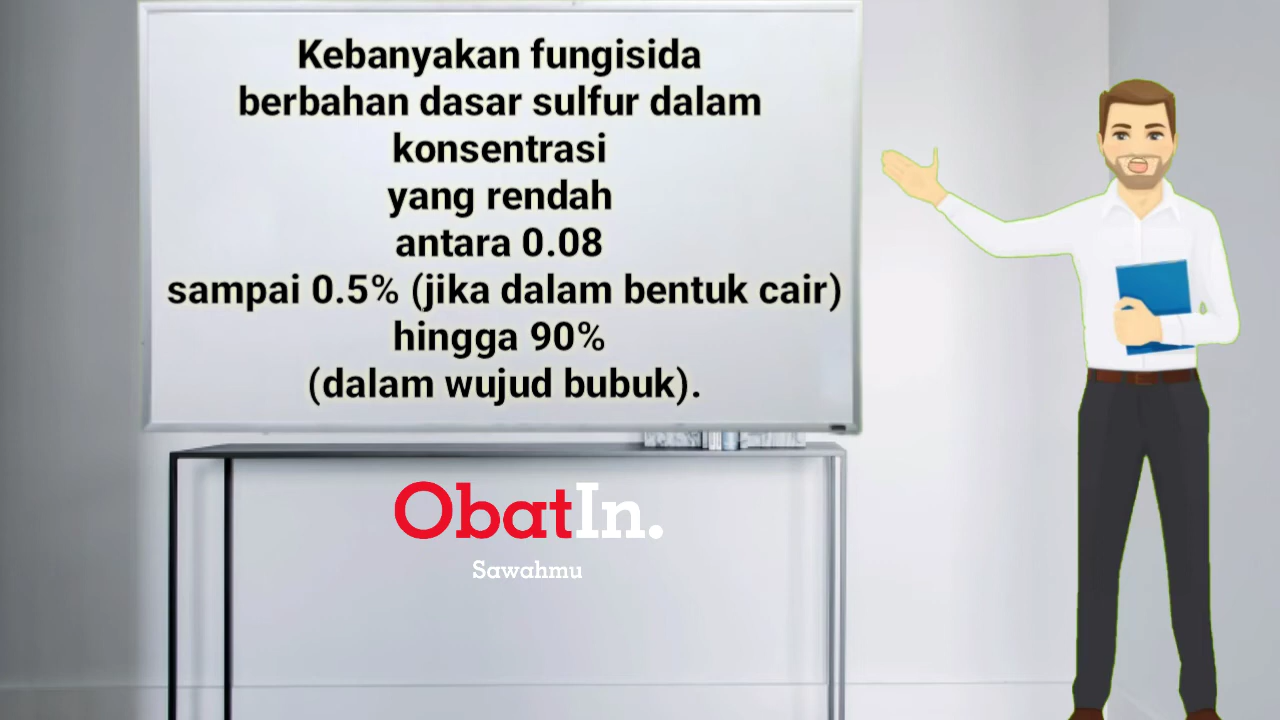 Kebanyakan fungisida
berbahan dasar sulfur dalam
konsentrasi
yang rendah
antara 0.08
sampai 0.5% (jika dalam bentuk cair)
hingga 90%
(dalam wujud bubuk).
ObatIn.
Sawahmu